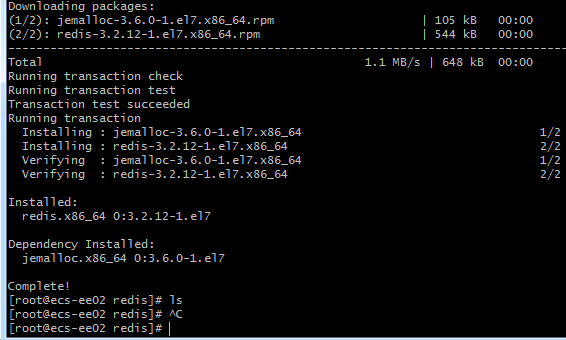 Downloading packages:
(1/2): jemalloc-3.6.0-1.el7.x86_64.rpm | 105 kB 00:00
(2/2): redis-3.2.12-1.el7.x86_64.rpm | 544 kB 00:00
--------------------------------------------------------------------------------
Total 1.1 MB/s | 648 kB 00:00
Running transaction check
Running transaction test
Transaction test succeeded
Running transaction
  Installing : jemalloc-3.6.0-1.el7.x86_64 1/2
  Installing : redis-3.2.12-1.el7.x86_64 2/2
  Verifying  : jemalloc-3.6.0-1.el7.x86_64 1/2
  Verifying  : redis-3.2.12-1.el7.x86_64 2/2
Installed:
  redis.x86_64 0:3.2.12-1.el7
Dependency Installed:
  jemalloc.x86_64 0:3.6.0-1.el7
Complete!
[root@ecs-ee02 redis]# ls
[root@ecs-ee02 redis]# ^C
[root@ecs-ee02 redis]#